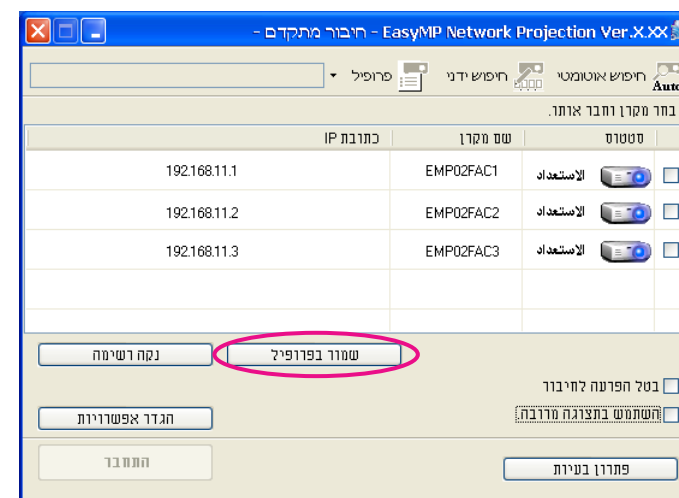 EasyMP Network Projection Ver.X.XX - חיבור מתקדם -
Auto חיפוש אוטומטי חיפוש ידני פרופיל
בחר מקרן וחבר אותו.
סטטוס שם מקרן כתובת IP
الاستعداد EMP02FAC1 192.168.11.1
الاستعداد EMP02FAC2 192.168.11.2
الاستعداد EMP02FAC3 192.168.11.3
שמור בפרופיל נקה רשימה
בטל הפרעה לחיבור
השתמש בתצוגה מרובה. הגדר אפשרויות
פתרון בעיות התחבר